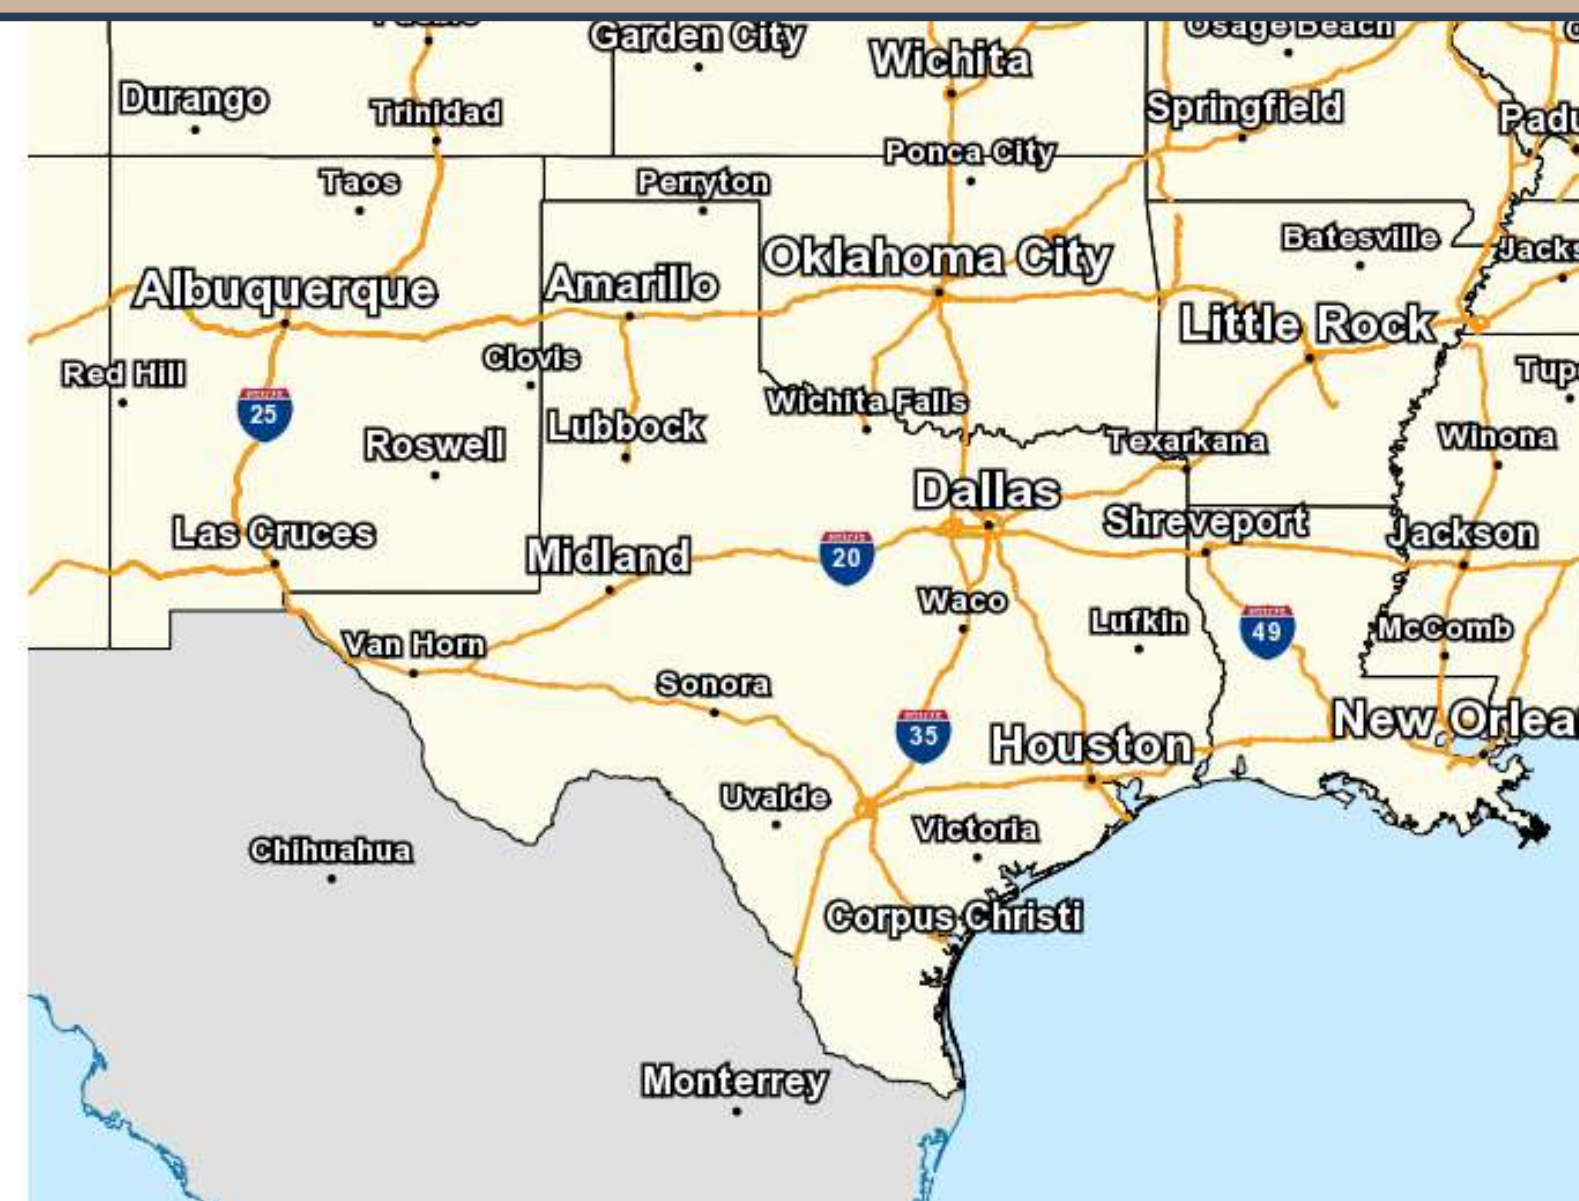 Garden City
Osage Beach
Wichita
Durango
Trinidad
Springfield
Ponca City
Taos
Perryton
Batesville
Oklahoma City
Albuquerque
Amarillo
Little Rock
Clovis
Red Hill
25
Wichita Falls
Lubbock
Roswell
Texarkana
Winona
Dallas
Shreveport
Las Cruces
Jackson
Midland
20
Waco
Lufkin
49
McComb
Van Horn
Sonora
New Orlea
35
Houston
Uvalde
Victoria
Chihuahua
Corpus Christi
Monterrey